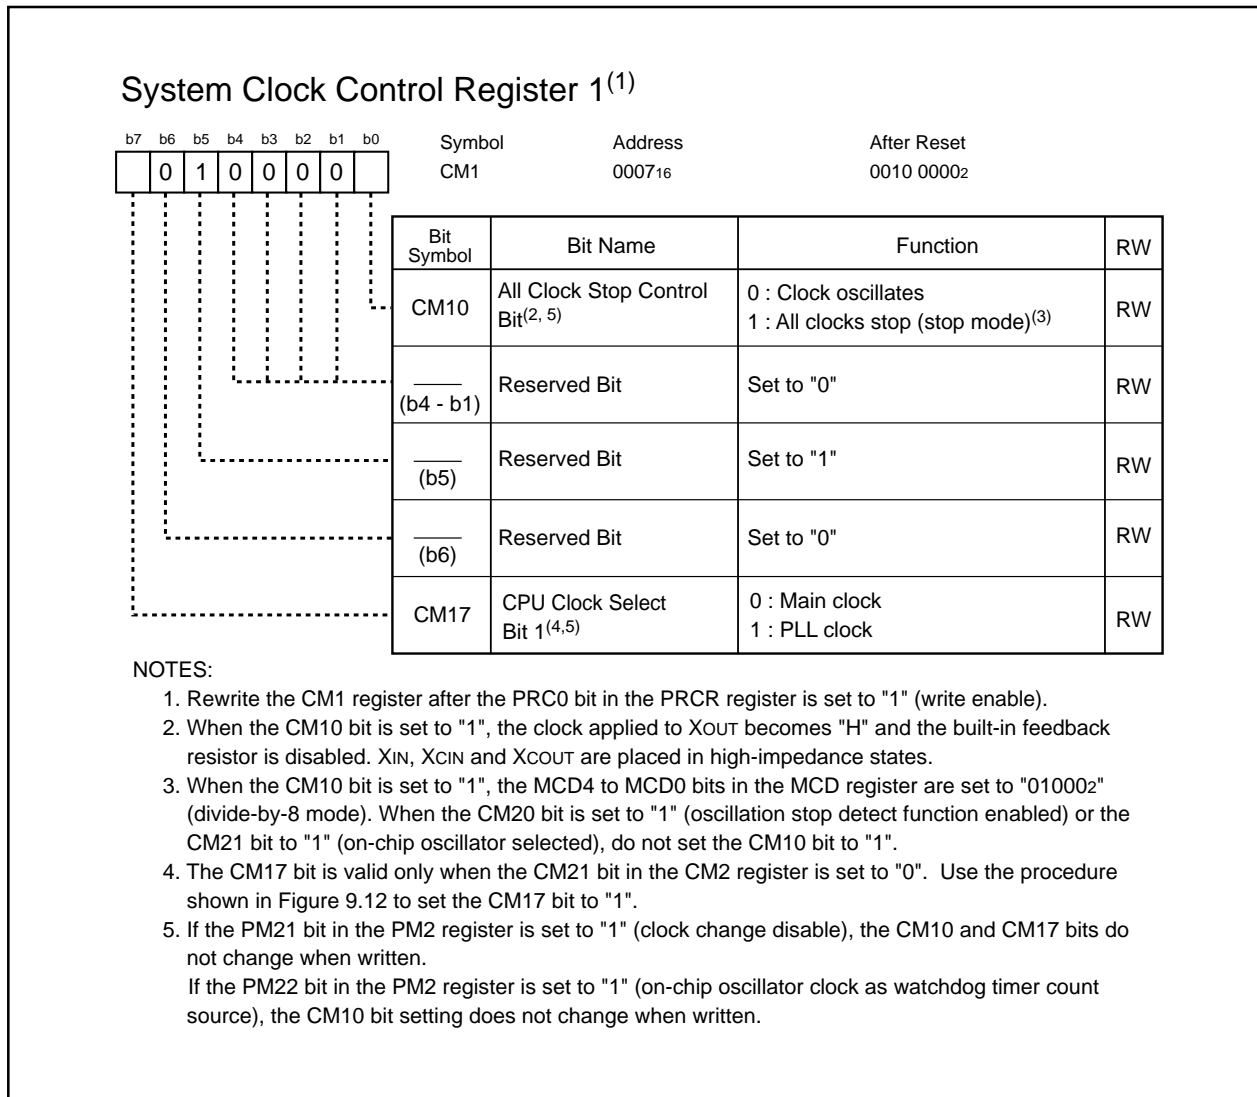 System Clock Control Register 1(1)
b7 b6 b5 b4 b3 b2 b1 b0
0 1 0 0 0 0
Symbol Address After Reset
CM1 000716 0010 00002
Bit Symbol Bit Name Function RW
CM10 All Clock Stop Control Bit(2, 5) 0 : Clock oscillates
1 : All clocks stop (stop mode)(3) RW
(b4 - b1) Reserved Bit Set to "0" RW
(b5) Reserved Bit Set to "1" RW
(b6) Reserved Bit Set to "0" RW
CM17 CPU Clock Select Bit 1(4,5) 0 : Main clock
1 : PLL clock RW
NOTES:
1. Rewrite the CM1 register after the PRC0 bit in the PRCR register is set to "1" (write enable).
2. When the CM10 bit is set to "1", the clock applied to XOUT becomes "H" and the built-in feedback
resistor is disabled. XIN, XCIN and XCOUT are placed in high-impedance states.
3. When the CM10 bit is set to "1", the MCD4 to MCD0 bits in the MCD register are set to "010002"
(divide-by-8 mode). When the CM20 bit is set to "1" (oscillation stop detect function enabled) or the
CM21 bit to "1" (on-chip oscillator selected), do not set the CM10 bit to "1".
4. The CM17 bit is valid only when the CM21 bit in the CM2 register is set to "0". Use the procedure
shown in Figure 9.12 to set the CM17 bit to "1".
5. If the PM21 bit in the PM2 register is set to "1" (clock change disable), the CM10 and CM17 bits do
not change when written.
If the PM22 bit in the PM2 register is set to "1" (on-chip oscillator clock as watchdog timer count
source), the CM10 bit setting does not change when written.